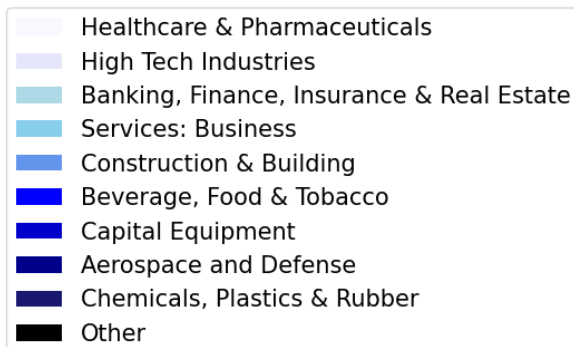 Healthcare & Pharmaceuticals
High Tech Industries
Banking, Finance, Insurance & Real Estate
Services: Business
Construction & Building
Beverage, Food & Tobacco
Capital Equipment
Aerospace and Defense
Chemicals, Plastics & Rubber
Other